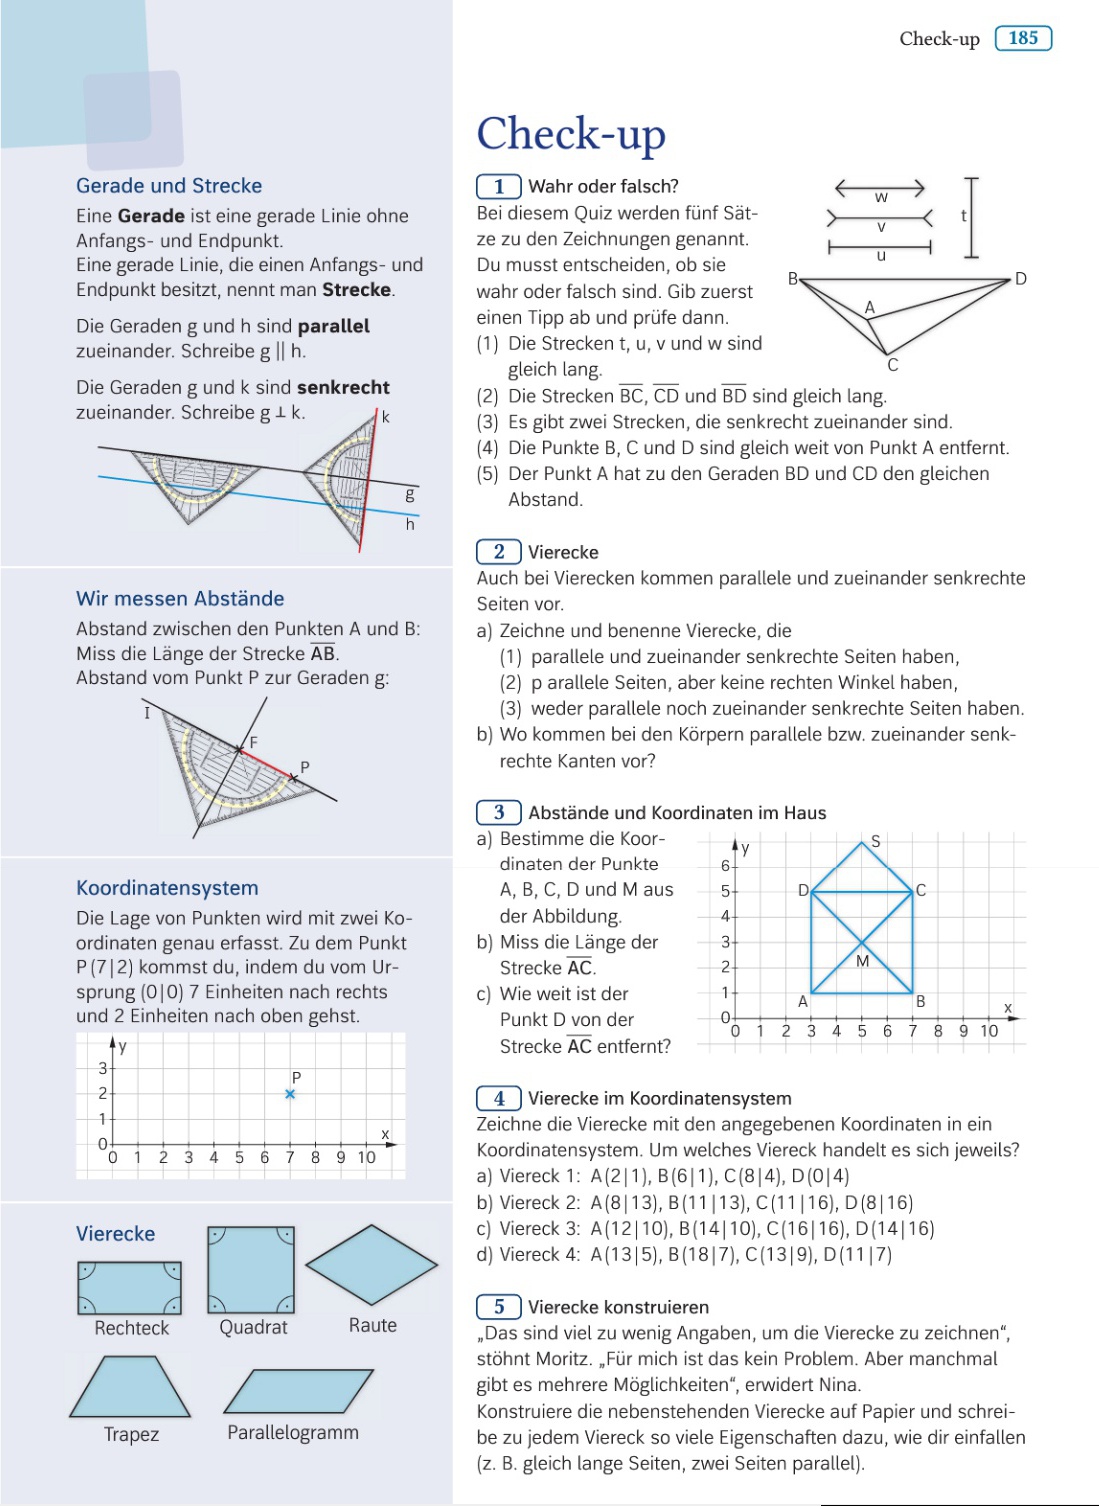 Check-up 185
Gerade und Strecke
Eine Gerade ist eine gerade Linie ohne
Anfangs- und Endpunkt.
Eine gerade Linie, die einen Anfangs- und
Endpunkt besitzt, nennt man Strecke.
Die Geraden g und h sind parallel
zueinander. Schreibe g || h.
Die Geraden g und k sind senkrecht
zueinander. Schreibe g ⊥ k.
k
g
h
Wir messen Abstände
Abstand zwischen den Punkten A und B:
Miss die Länge der Strecke A̅B̅.
Abstand vom Punkt P zur Geraden g:
I
F
P
Koordinatensystem
Die Lage von Punkten wird mit zwei Ko-
ordinaten genau erfasst. Zu dem Punkt
P(7|2) kommst du, indem du vom Ur-
sprung (0|0) 7 Einheiten nach rechts
und 2 Einheiten nach oben gehst.
y
3
P
2
1
x
0
0 1 2 3 4 5 6 7 8 9 10
Vierecke
Rechteck Quadrat Raute
Trapez Parallelogramm
Check-up
1 Wahr oder falsch?
Bei diesem Quiz werden fünf Sät-
ze zu den Zeichnungen genannt.
Du musst entscheiden, ob sie
wahr oder falsch sind. Gib zuerst
einen Tipp ab und prüfe dann.
(1) Die Strecken t, u, v und w sind
gleich lang.
w
t
v
u
B D
A
C
(2) Die Strecken B̅C̅, C̅D̅ und B̅D̅ sind gleich lang.
(3) Es gibt zwei Strecken, die senkrecht zueinander sind.
(4) Die Punkte B, C und D sind gleich weit von Punkt A entfernt.
(5) Der Punkt A hat zu den Geraden BD und CD den gleichen
Abstand.
2 Vierecke
Auch bei Vierecken kommen parallele und zueinander senkrechte
Seiten vor.
a) Zeichne und benenne Vierecke, die
(1) parallele und zueinander senkrechte Seiten haben,
(2) p arallele Seiten, aber keine rechten Winkel haben,
(3) weder parallele noch zueinander senkrechte Seiten haben.
b) Wo kommen bei den Körpern parallele bzw. zueinander senk-
rechte Kanten vor?
3 Abstände und Koordinaten im Haus
a) Bestimme die Koor-
dinaten der Punkte
A, B, C, D und M aus
der Abbildung.
b) Miss die Länge der
Strecke A̅C̅.
c) Wie weit ist der
Punkt D von der
Strecke A̅C̅ entfernt?
y S
6
5 D C
4
3
2 M
1 A B
x
0
0 1 2 3 4 5 6 7 8 9 10
4 Vierecke im Koordinatensystem
Zeichne die Vierecke mit den angegebenen Koordinaten in ein
Koordinatensystem. Um welches Viereck handelt es sich jeweils?
a) Viereck 1: A(2|1), B(6|1), C(8|4), D(0|4)
b) Viereck 2: A(8|13), B(11|13), C(11|16), D(8|16)
c) Viereck 3: A(12|10), B(14|10), C(16|16), D(14|16)
d) Viereck 4: A(13|5), B(18|7), C(13|9), D(11|7)
5 Vierecke konstruieren
„Das sind viel zu wenig Angaben, um die Vierecke zu zeichnen“,
stöhnt Moritz. „Für mich ist das kein Problem. Aber manchmal
gibt es mehrere Möglichkeiten“, erwidert Nina.
Konstruiere die nebenstehenden Vierecke auf Papier und schrei-
be zu jedem Viereck so viele Eigenschaften dazu, wie dir einfallen
(z. B. gleich lange Seiten, zwei Seiten parallel).